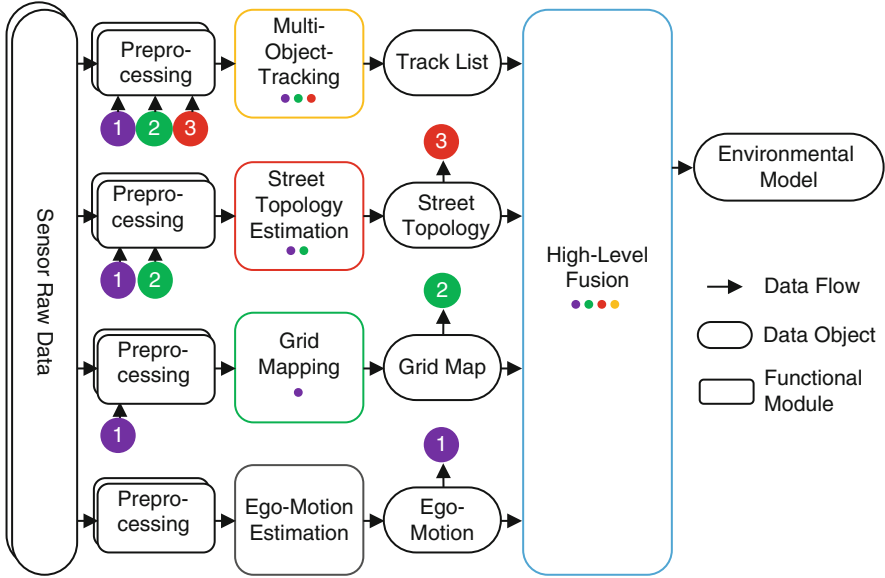 Sensor Raw Data
Prepro-
cessing
1
2
3
Multi-
Object-
Tracking
Track List
Prepro-
cessing
1
2
Street
Topology
Estimation
3
Street
Topology
Prepro-
cessing
1
Grid
Mapping
2
Grid Map
Prepro-
cessing
Ego-Motion
Estimation
1
Ego-
Motion
High-Level
Fusion
Environmental
Model
Data Flow
Data Object
Functional
Module